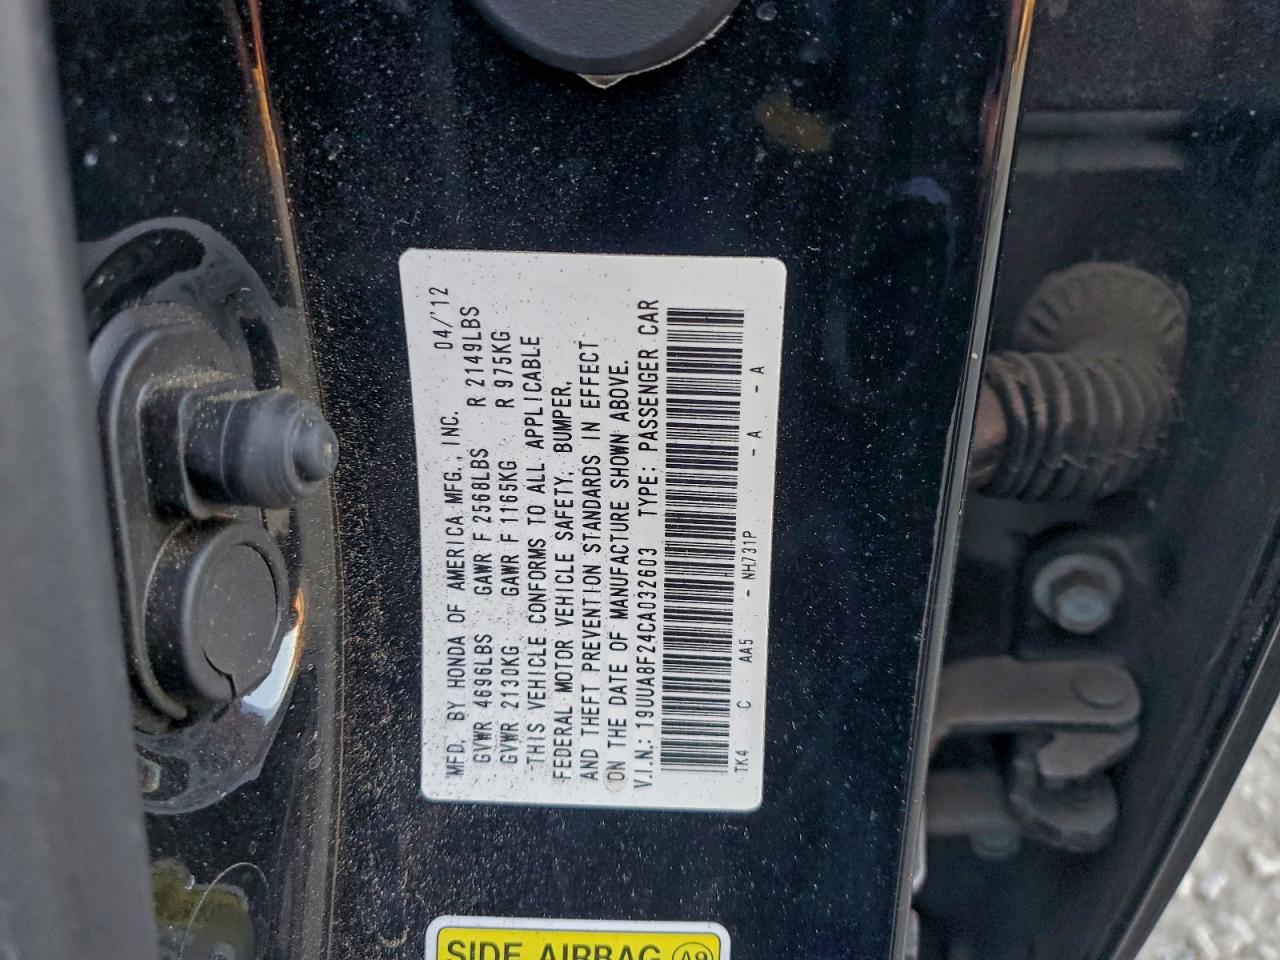 MFD. BY HONDA OF AMERICA MFG., INC. 04/'12
GVWR 4696LBS GAWR F 2568LBS R 2149LBS
GVWR 2130KG GAWR F 1165KG R 975KG
THIS VEHICLE CONFORMS TO ALL APPLICABLE
FEDERAL MOTOR VEHICLE SAFETY, BUMPER,
AND THEFT PREVENTION STANDARDS IN EFFECT
ON THE DATE OF MANUFACTURE SHOWN ABOVE.
V.I.N.: 19UUA8F24CA032603 TYPE: PASSENGER CAR
TK4 C AA5 - NH731P - A - A
SIDE AIRBAG A9